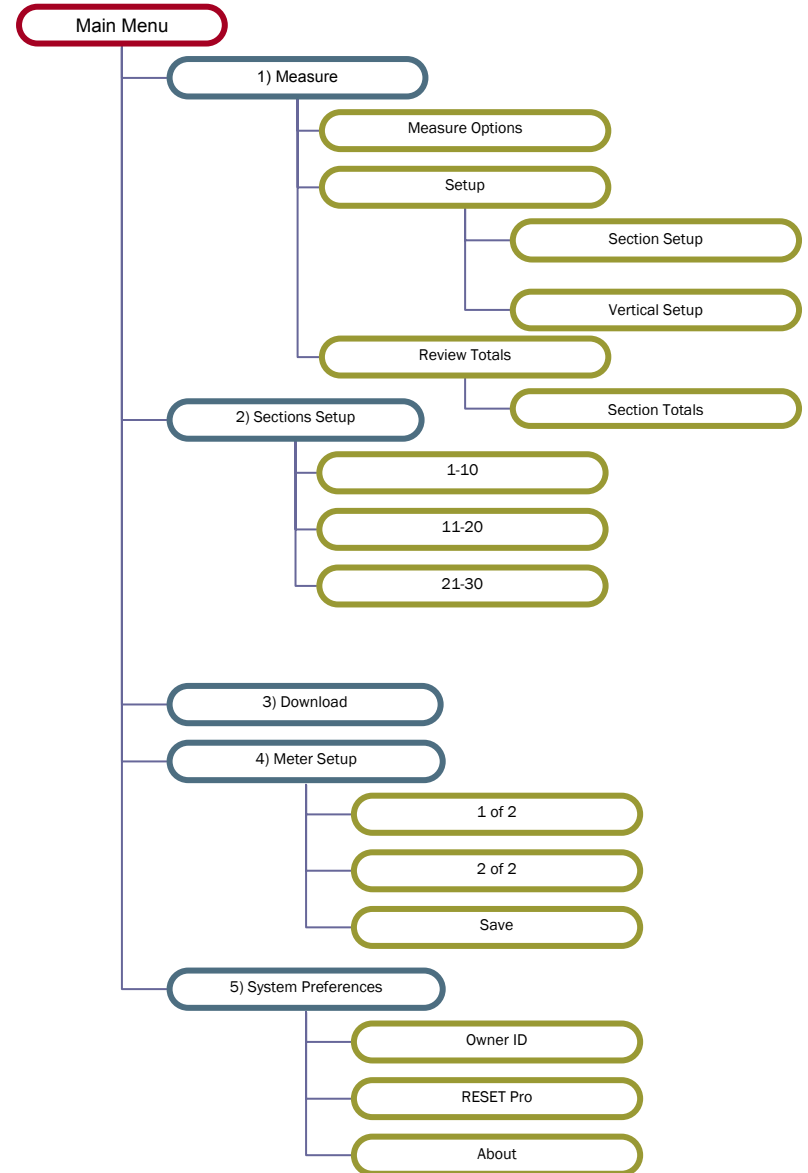 Main Menu
1) Measure
Measure Options
Setup
Section Setup
Vertical Setup
Review Totals
Section Totals
2) Sections Setup
1-10
11-20
21-30
3) Download
4) Meter Setup
1 of 2
2 of 2
Save
5) System Preferences
Owner ID
RESET Pro
About